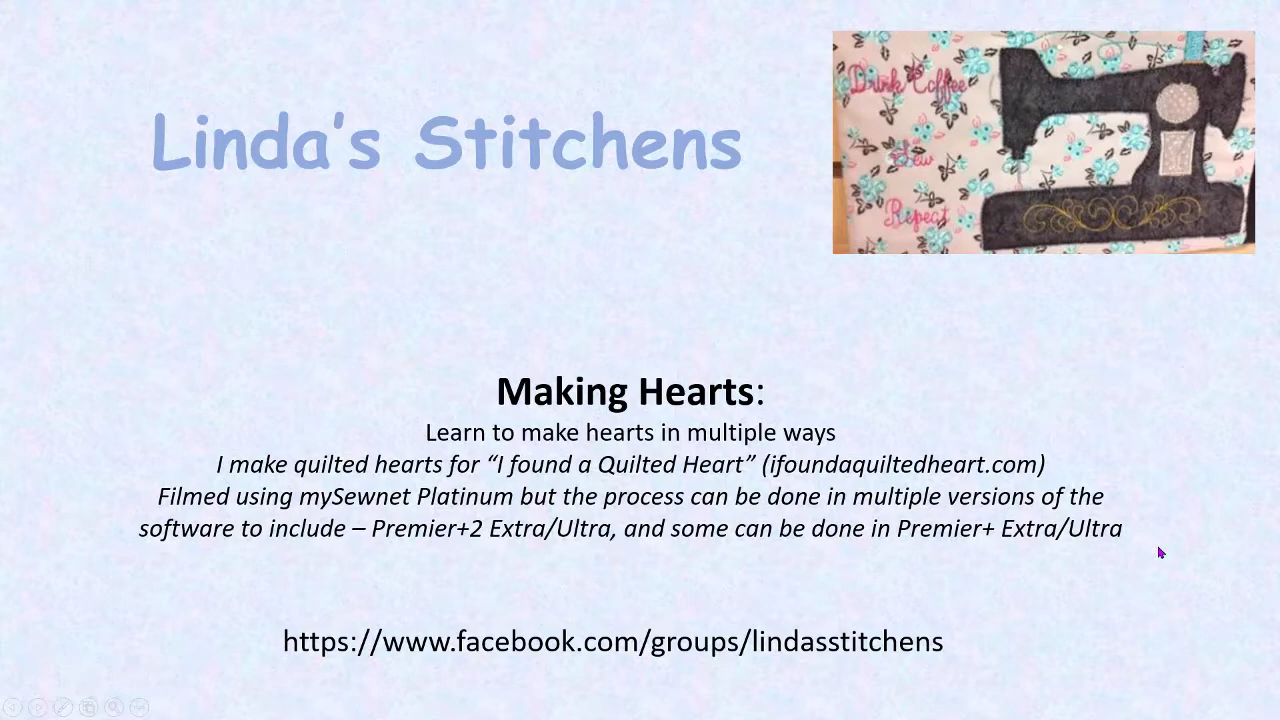 Linda's Stitchens
Drink Coffee
Sew
Repeat
Making Hearts:
Learn to make hearts in multiple ways
I make quilted hearts for “I found a Quilted Heart” (ifoundaquiltedheart.com)
Filmed using mySewnet Platinum but the process can be done in multiple versions of the
software to include – Premier+2 Extra/Ultra, and some can be done in Premier+ Extra/Ultra
https://www.facebook.com/groups/lindasstitchens